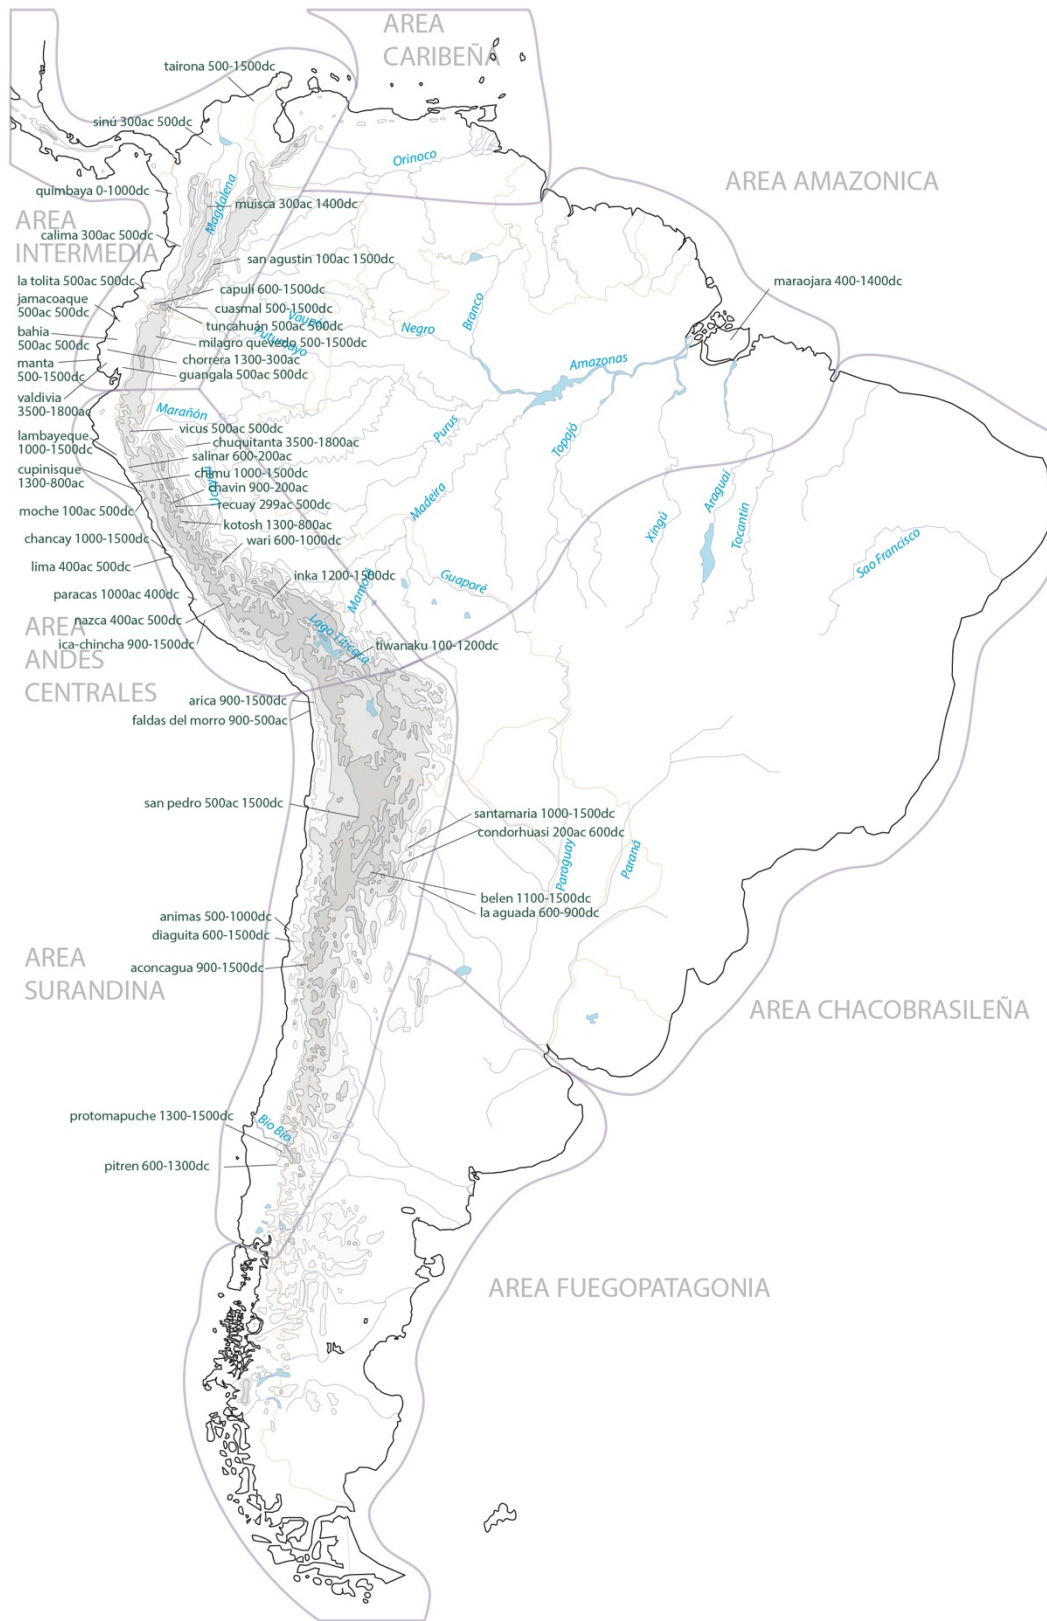 AREA
CARIBEÑA
tairona 500-1500dc
sinú 300ac 500dc
Orinoco
AREA AMAZONICA
quimbaya 0-1000dc
Magdalena
muisca 300ac 1400dc
AREA
INTERMEDIA
calima 300ac 500dc
san agustin 100ac 1500dc
la tolita 500ac 500dc
capulí 600-1500dc
maraojara 400-1400dc
jamacoaque
500ac 500dc
cuasmal 500-1500dc
Vaupés
tuncahuán 500ac 500dc
Negro
Branco
bahia
500ac 500dc
Putumayo
milagro quevedo 500-1500dc
Amazonas
manta
500-1500dc
chorrera 1300-300ac
guangala 500ac 500dc
valdivia
3500-1800ac
Marañón
vicus 500ac 500dc
Purus
Topajó
lambayeque
1000-1500dc
chuquitanta 3500-1800ac
salinar 600-200ac
cupinisque
1300-800ac
chimu 1000-1500dc
chavin 900-200ac
Madeira
Xingú
Araguai
Tocantin
moche 100ac 500dc
recuay 299ac 500dc
kotosh 1300-800ac
chancay 1000-1500dc
wari 600-1000dc
Sao Francisco
lima 400ac 500dc
inka 1200-1500dc
Mamoré
Guaporé
paracas 1000ac 400dc
nazca 400ac 500dc
Lago Titicaca
AREA
ANDES
CENTRALES
ica-chincha 900-1500dc
tiwanaku 100-1200dc
arica 900-1500dc
faldas del morro 900-500ac
san pedro 500ac 1500dc
santamaria 1000-1500dc
condorhuasi 200ac 600dc
Paraguay
Paraná
belen 1100-1500dc
la aguada 600-900dc
animas 500-1000dc
diaguita 600-1500dc
AREA
SURANDINA
aconcagua 900-1500dc
AREA CHACOBRASILEÑA
protomapuche 1300-1500dc
Bio Bio
pitren 600-1300dc
AREA FUEGOPATAGONIA